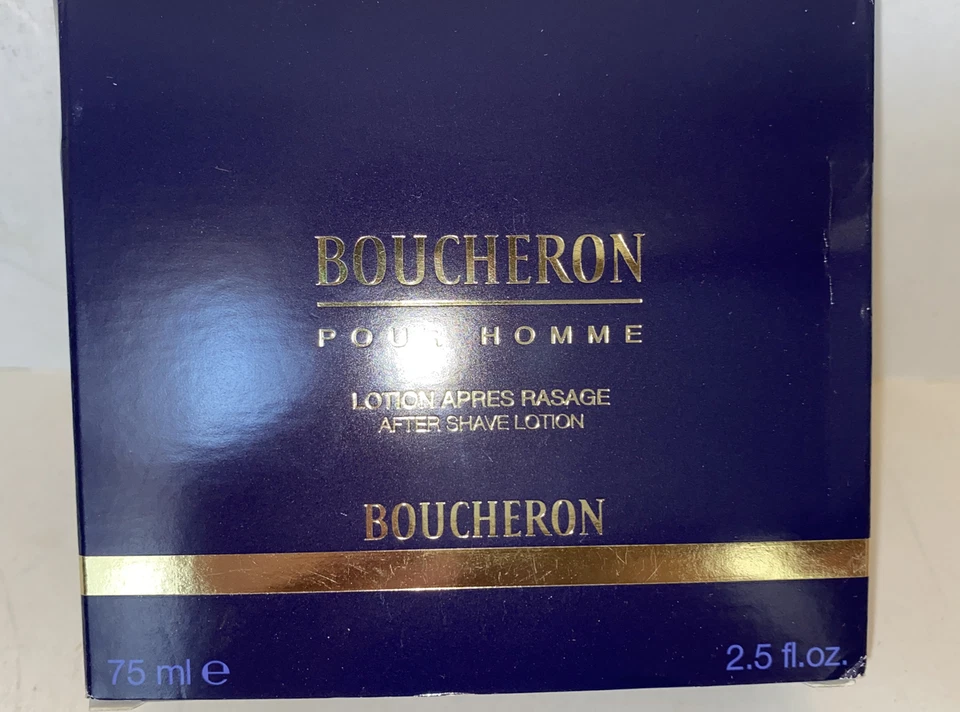 BOUCHERON
POUR HOMME
LOTION APRES RASAGE
AFTER SHAVE LOTION
BOUCHERON
75 ml ℮
2.5 fl.oz.